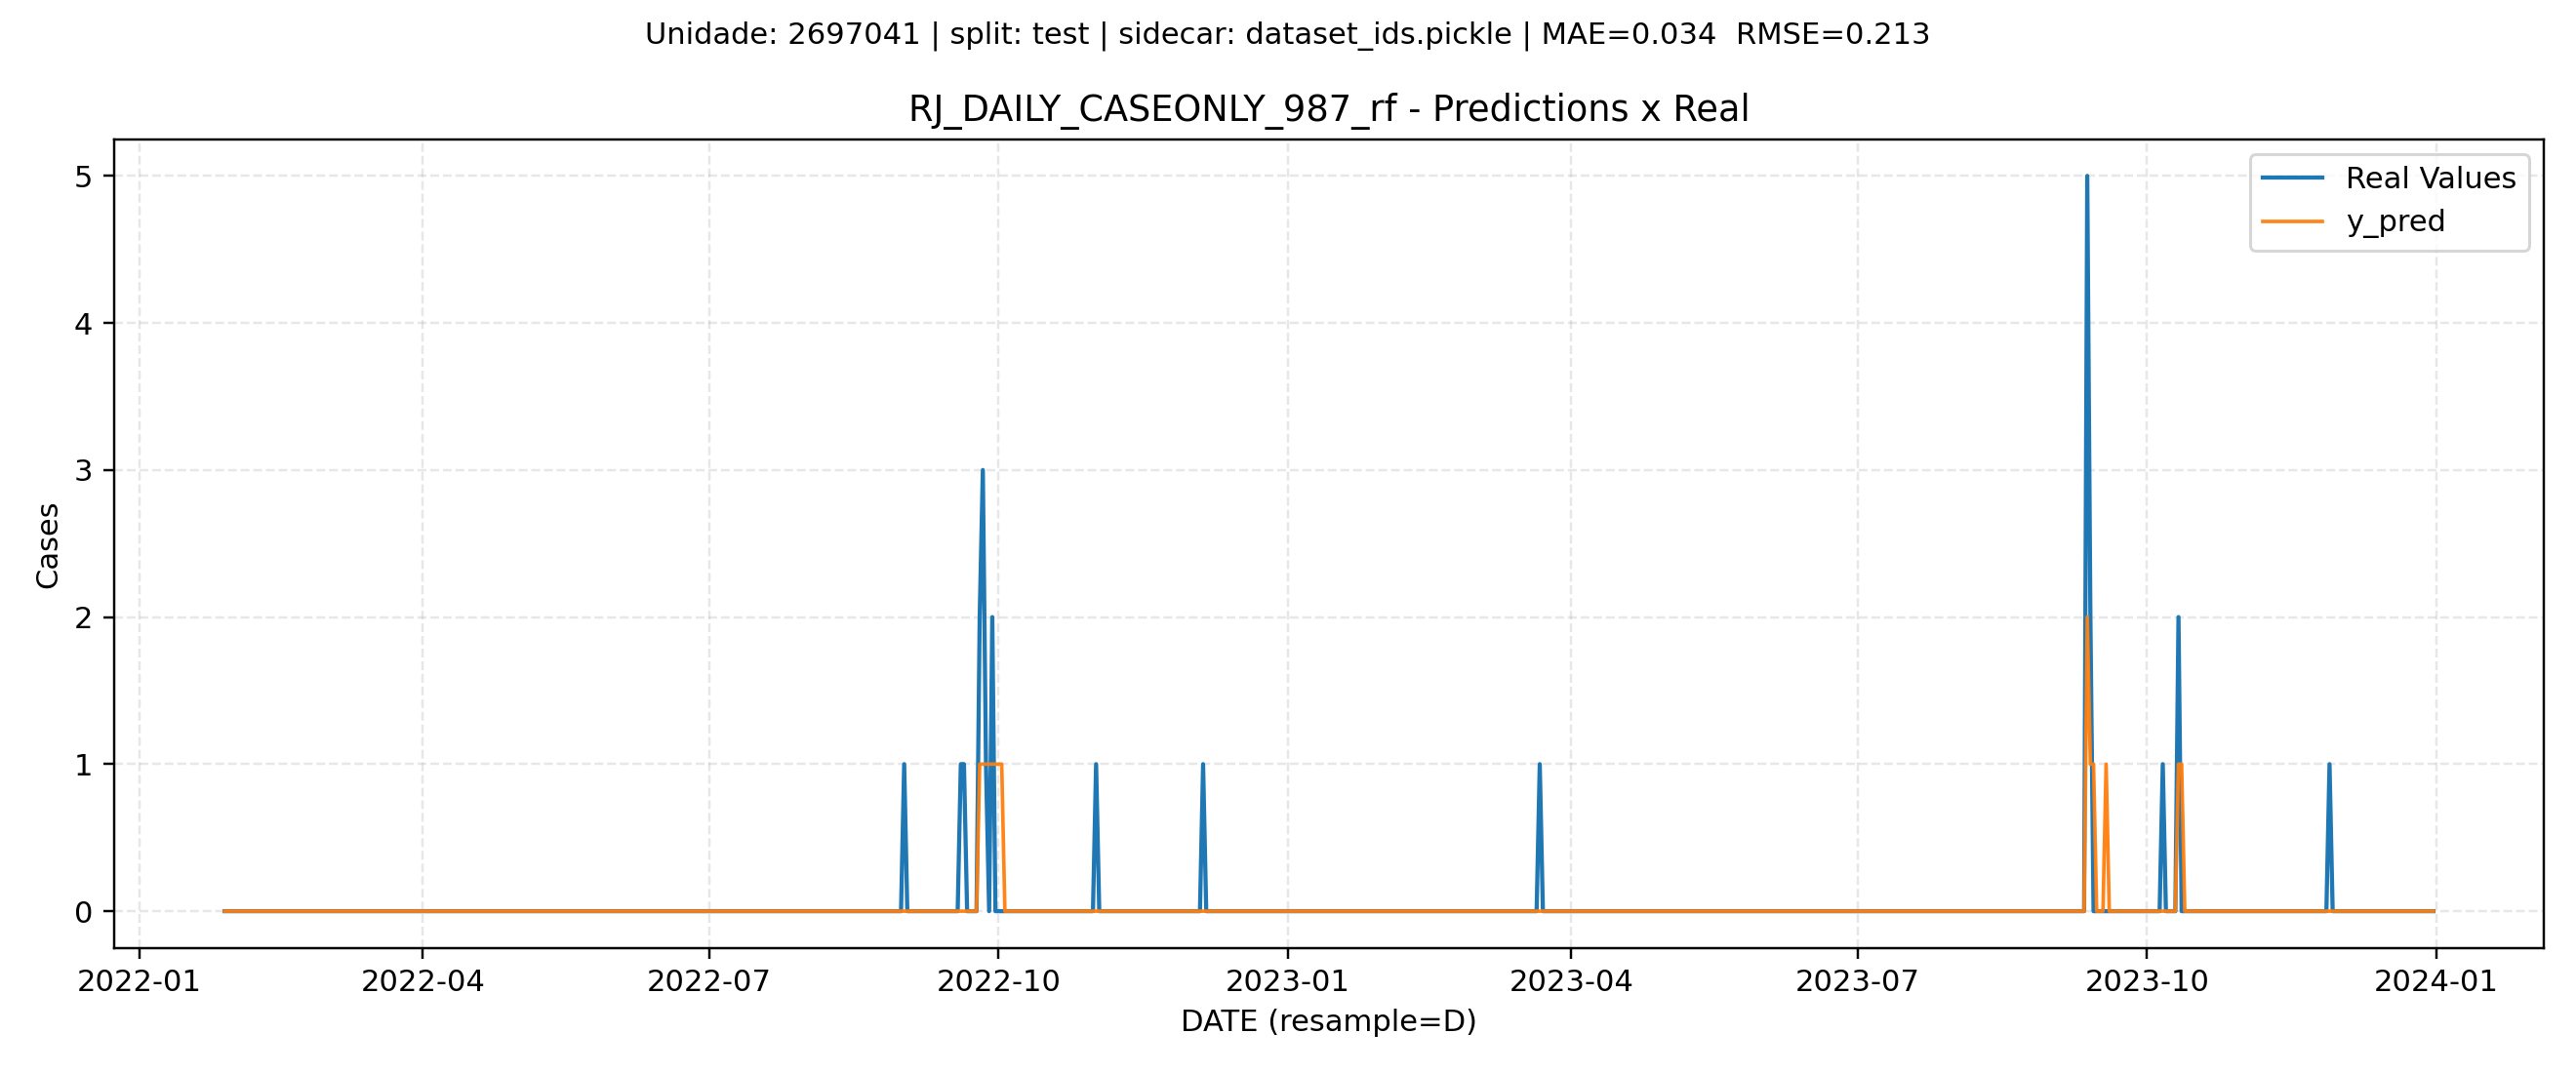 Unidade: 2697041 | split: test | sidecar: dataset_ids.pickle | MAE=0.034  RMSE=0.213
RJ_DAILY_CASEONLY_987_rf - Predictions x Real
Real Values
y_pred
5
4
3
2
1
0
Cases
2022-01
2022-04
2022-07
2022-10
2023-01
2023-04
2023-07
2023-10
2024-01
DATE (resample=D)